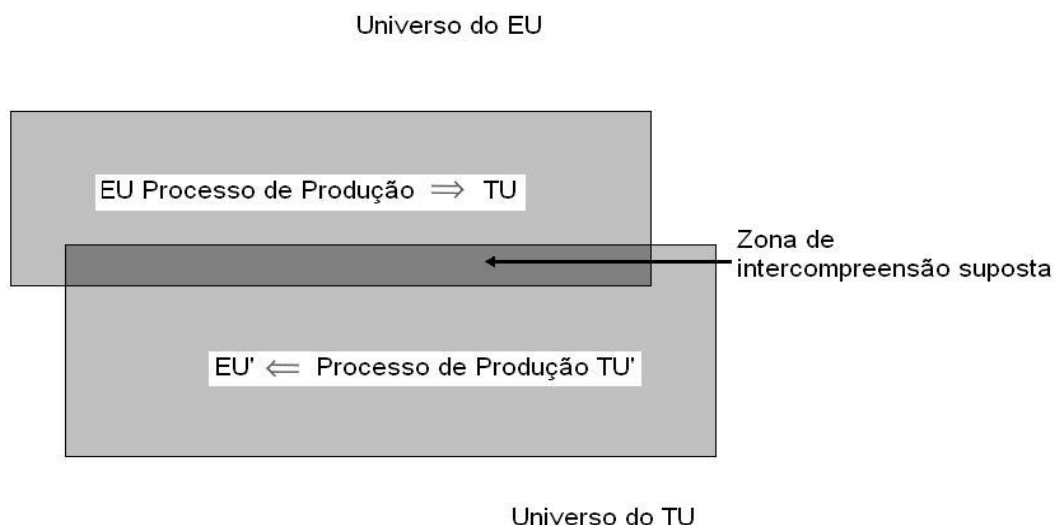 Universo do EU
EU Processo de Produção ⇒ TU
Zona de
intercompreensão suposta
EU' ⇐ Processo de Produção TU'
Universo do TU